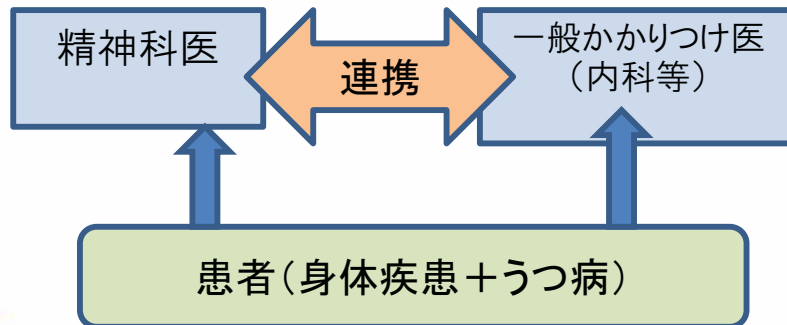 精神科医
連携
一般かかりつけ医
（内科等）
患者（身体疾患＋うつ病）